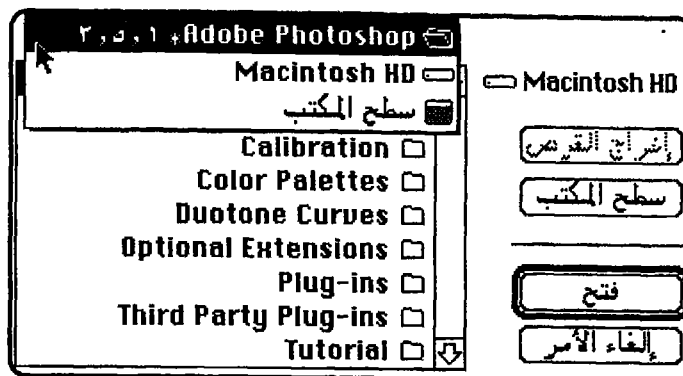 Adobe Photoshop ٢,٥,١
Macintosh HD
سطح المكتب
Calibration
Color Palettes
Duotone Curves
Optional Extensions
Plug-ins
Third Party Plug-ins
Tutorial
Macintosh HD
إخراج القرص
سطح المكتب
فتح
إلغاء الأمر